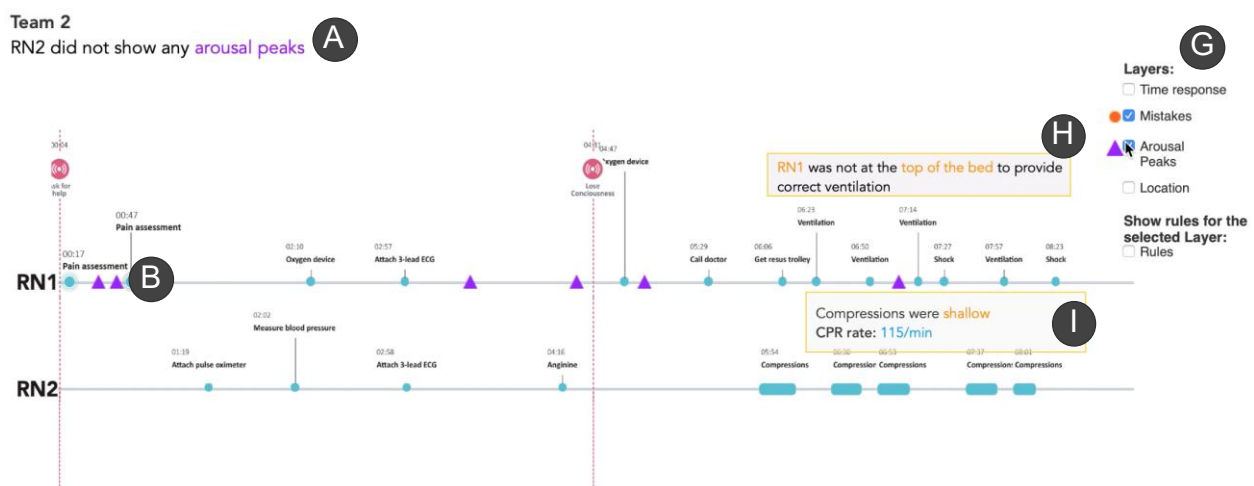 Team 2
RN2 did not show any arousal peaks
A
G
Layers:
Time response
Mistakes
Arousal
Peaks
Location
Show rules for the
selected Layer:
Rules
H
RN1 was not at the top of the bed to provide
correct ventilation
04:47
Oxygen device
help
Lose
Conciousness
00:47
Pain assessment
00:17
Pain assessment
B
02:10
Oxygen device
02:57
Attach 3-lead ECG
05:29
Call doctor
06:06
Get resus trolley
06:23
Ventilation
06:50
Ventilation
07:14
Ventilation
07:27
Shock
07:57
Ventilation
08:23
Shock
RN1
Compressions were shallow
CPR rate: 115/min
I
02:02
Measure blood pressure
01:19
Attach pulse oximeter
02:58
Attach 3-lead ECG
04:16
Anginine
05:54
Compressions
Compressions
Compressions
RN2